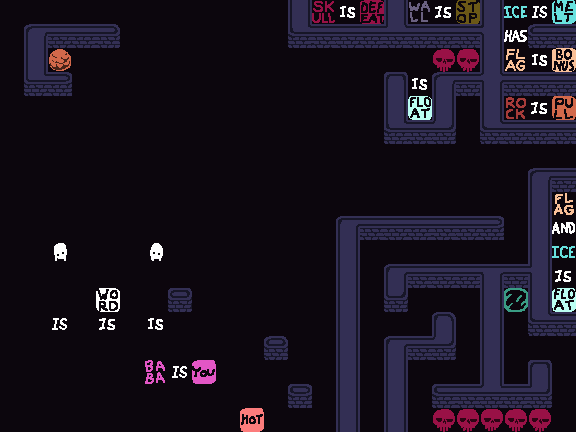 SKULL IS DEFEAT WALL IS STOP ICE IS MELT
HAS
FLAG IS BONUS
IS
FLOAT
ROCK IS PULL
FLAG
AND
ICE
IS
FLOAT
WORD
IS IS IS
BABA IS YOU
HOT